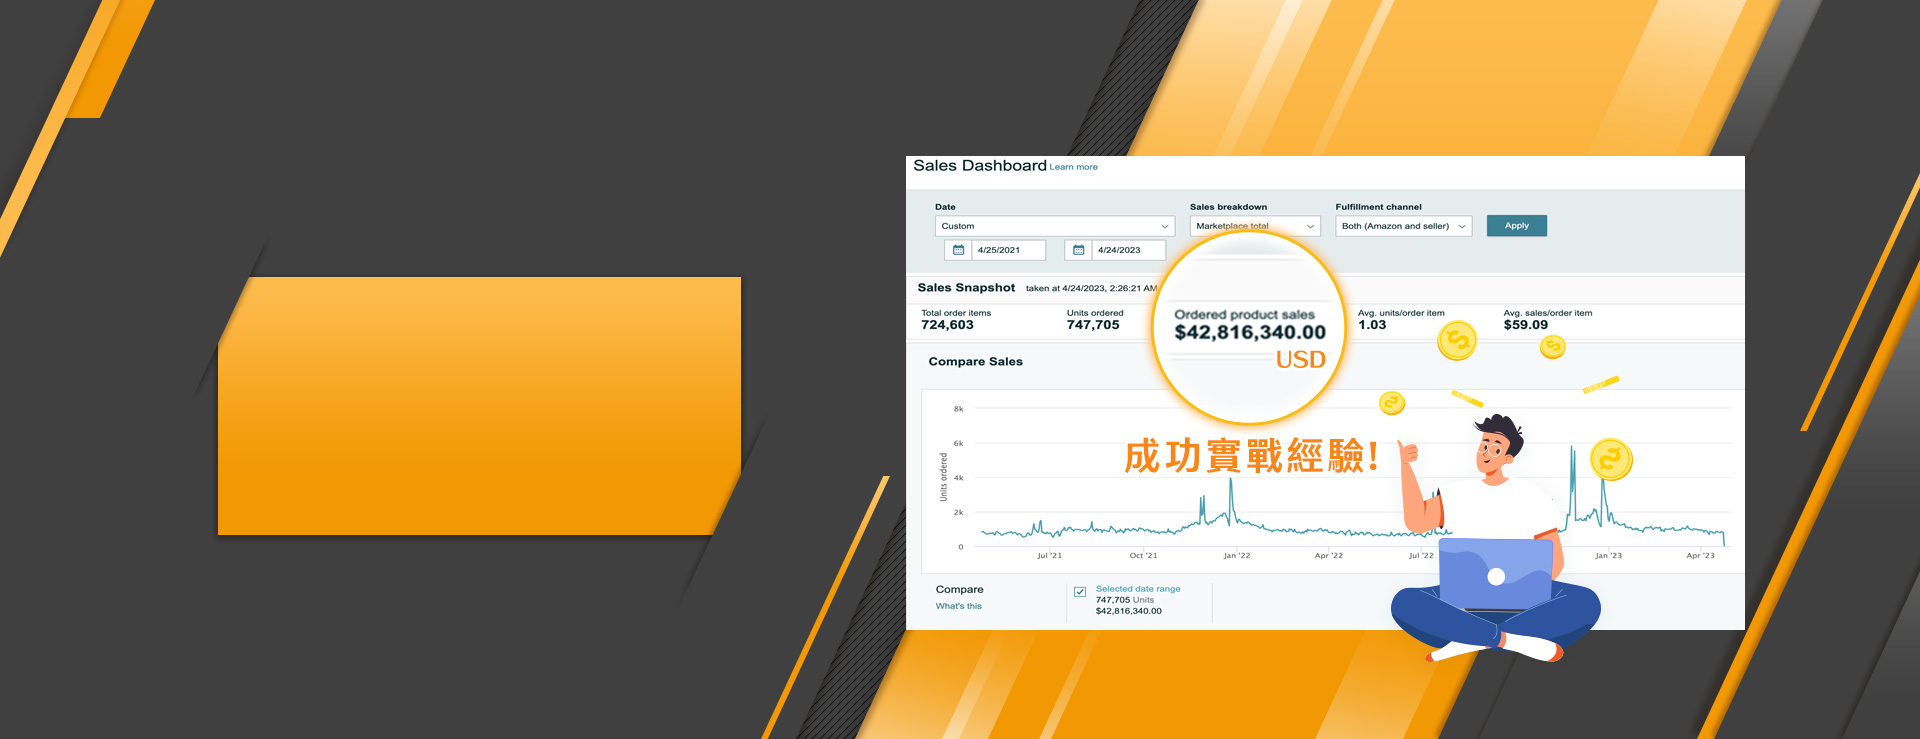 Sales Dashboard Learn more
Date
Sales breakdown
Fulfillment channel
Custom
Marketplace total
Both (Amazon and seller)
Apply
4/25/2021
4/24/2023
Sales Snapshot taken at 4/24/2023, 2:26:21 AM
Total order items
724,603
Units ordered
747,705
Ordered product sales
$42,816,340.00
USD
Avg. units/order item
1.03
Avg. sales/order item
$59.09
Compare Sales
成功實戰經驗!
Units ordered
8k
6k
4k
2k
0
Jul '21
Oct '21
Jan '22
Apr '22
Jul '22
Jan '23
Apr '23
Compare
What's this
Selected date range
747,705 Units
$42,816,340.00